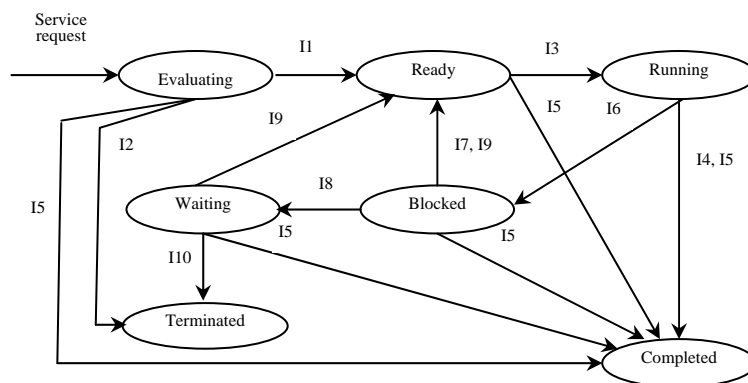 Service
request
I1
I3
Evaluating
Ready
Running
I2
I9
I5
I6
I7, I9
I4, I5
I5
I8
Waiting
Blocked
I5
I5
I10
Terminated
Completed